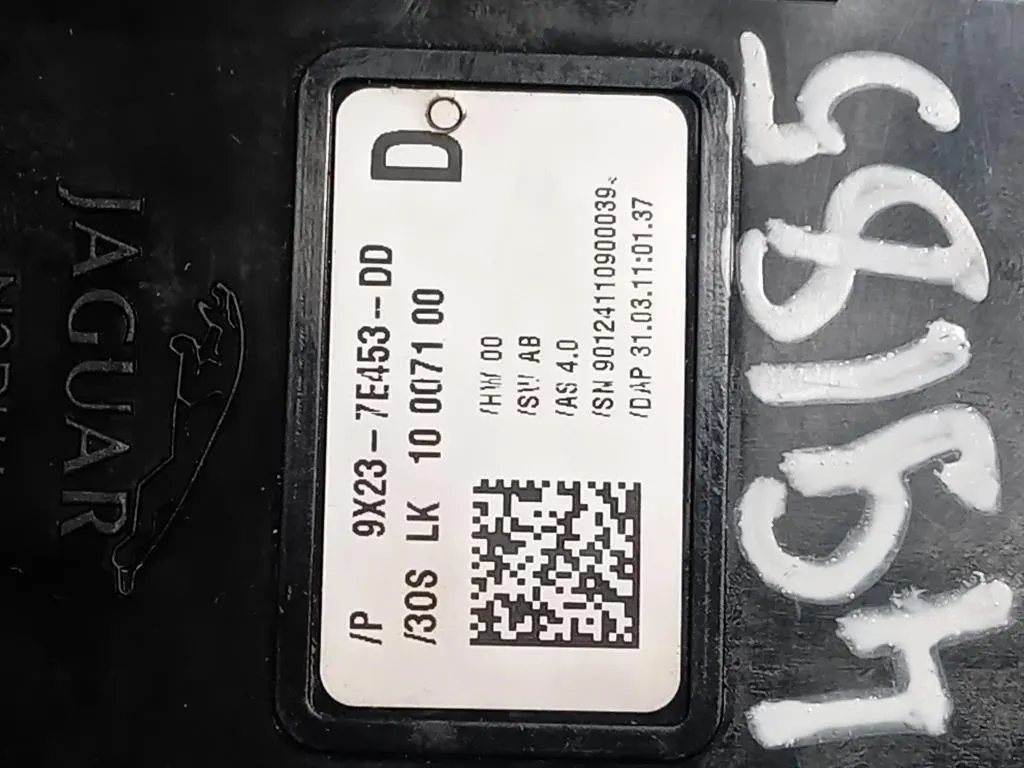 JAGUAR
D
/P 9X23-7E453--DD
/30S LK 10 0071 00
/HW 00
/SW AB
/AS 4.0
/SN 901241109000039<
/DAP 31.03.11:01.37
49185